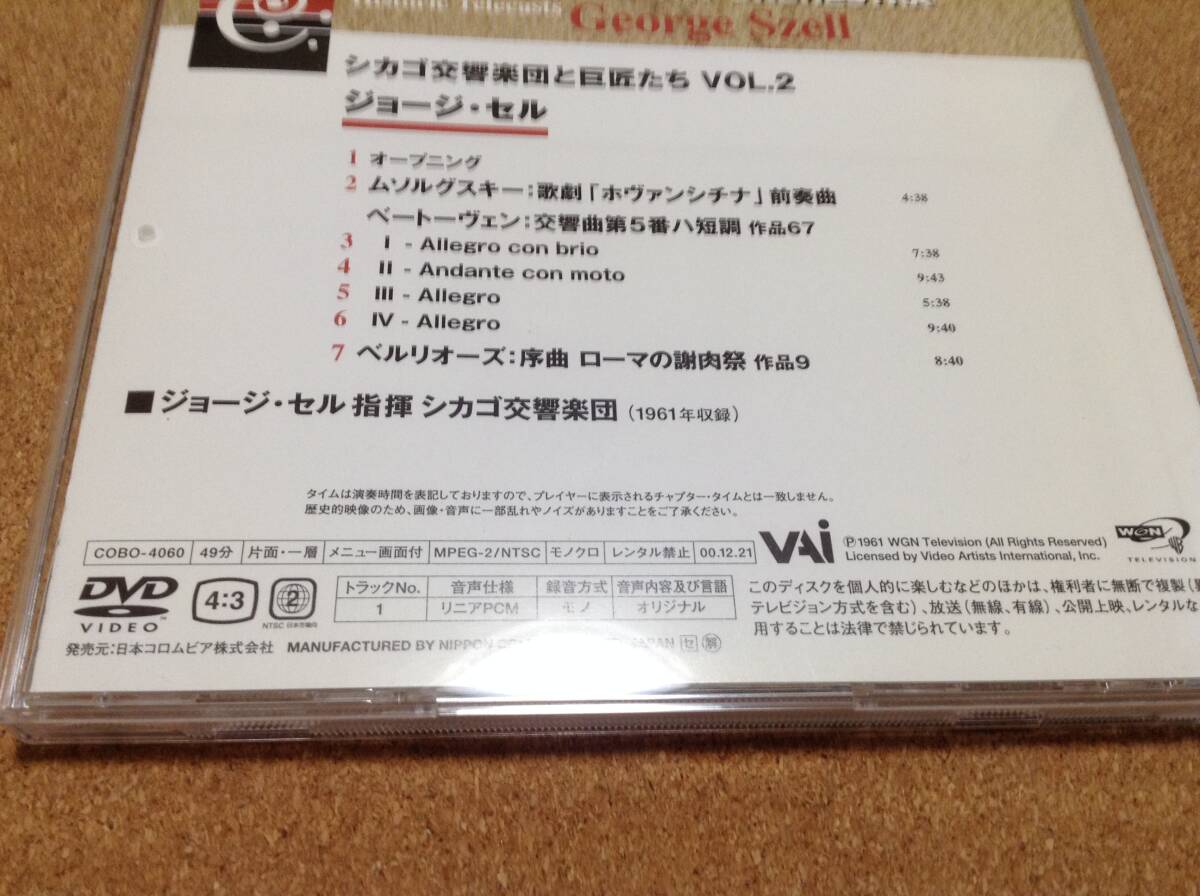 Historic Telecasts George Szell
シカゴ交響楽団と巨匠たち VOL.2
ジョージ・セル
1 オープニング
2 ムソルグスキー：歌劇「ホヴァンシチナ」前奏曲 4:38
ベートーヴェン：交響曲第5番ハ短調 作品67
3 I - Allegro con brio 7:38
4 II - Andante con moto 9:43
5 III - Allegro 5:38
6 IV - Allegro 9:40
7 ベルリオーズ：序曲 ローマの謝肉祭 作品9 8:40
■ジョージ・セル 指揮 シカゴ交響楽団（1961年収録）
タイムは演奏時間を表記しておりますので、プレイヤーに表示されるチャプター・タイムとは一致しません。
歴史的映像のため、画像・音声に一部乱れやノイズがありますことをご了承ください。
COBO-4060 49分 片面・一層 メニュー画面付 MPEG-2/NTSC モノクロ レンタル禁止 00.12.21
VAI
Ⓟ1961 WGN Television (All Rights Reserved)
Licensed by Video Artists International, Inc.
WGN
TELEVISION
DVD
VIDEO
4:3
2
NTSC 日本市場向
トラックNo. 音声仕様 録音方式 音声内容及び言語
1 リニアPCM モノ オリジナル
このディスクを個人的に楽しむなどのほかは、権利者に無断で複製
テレビジョン方式を含む）、放送（無線、有線）、公開上映、レンタルな
用することは法律で禁じられています。
発売元：日本コロムビア株式会社 MANUFACTURED BY NIPPON JAPAN セ 解